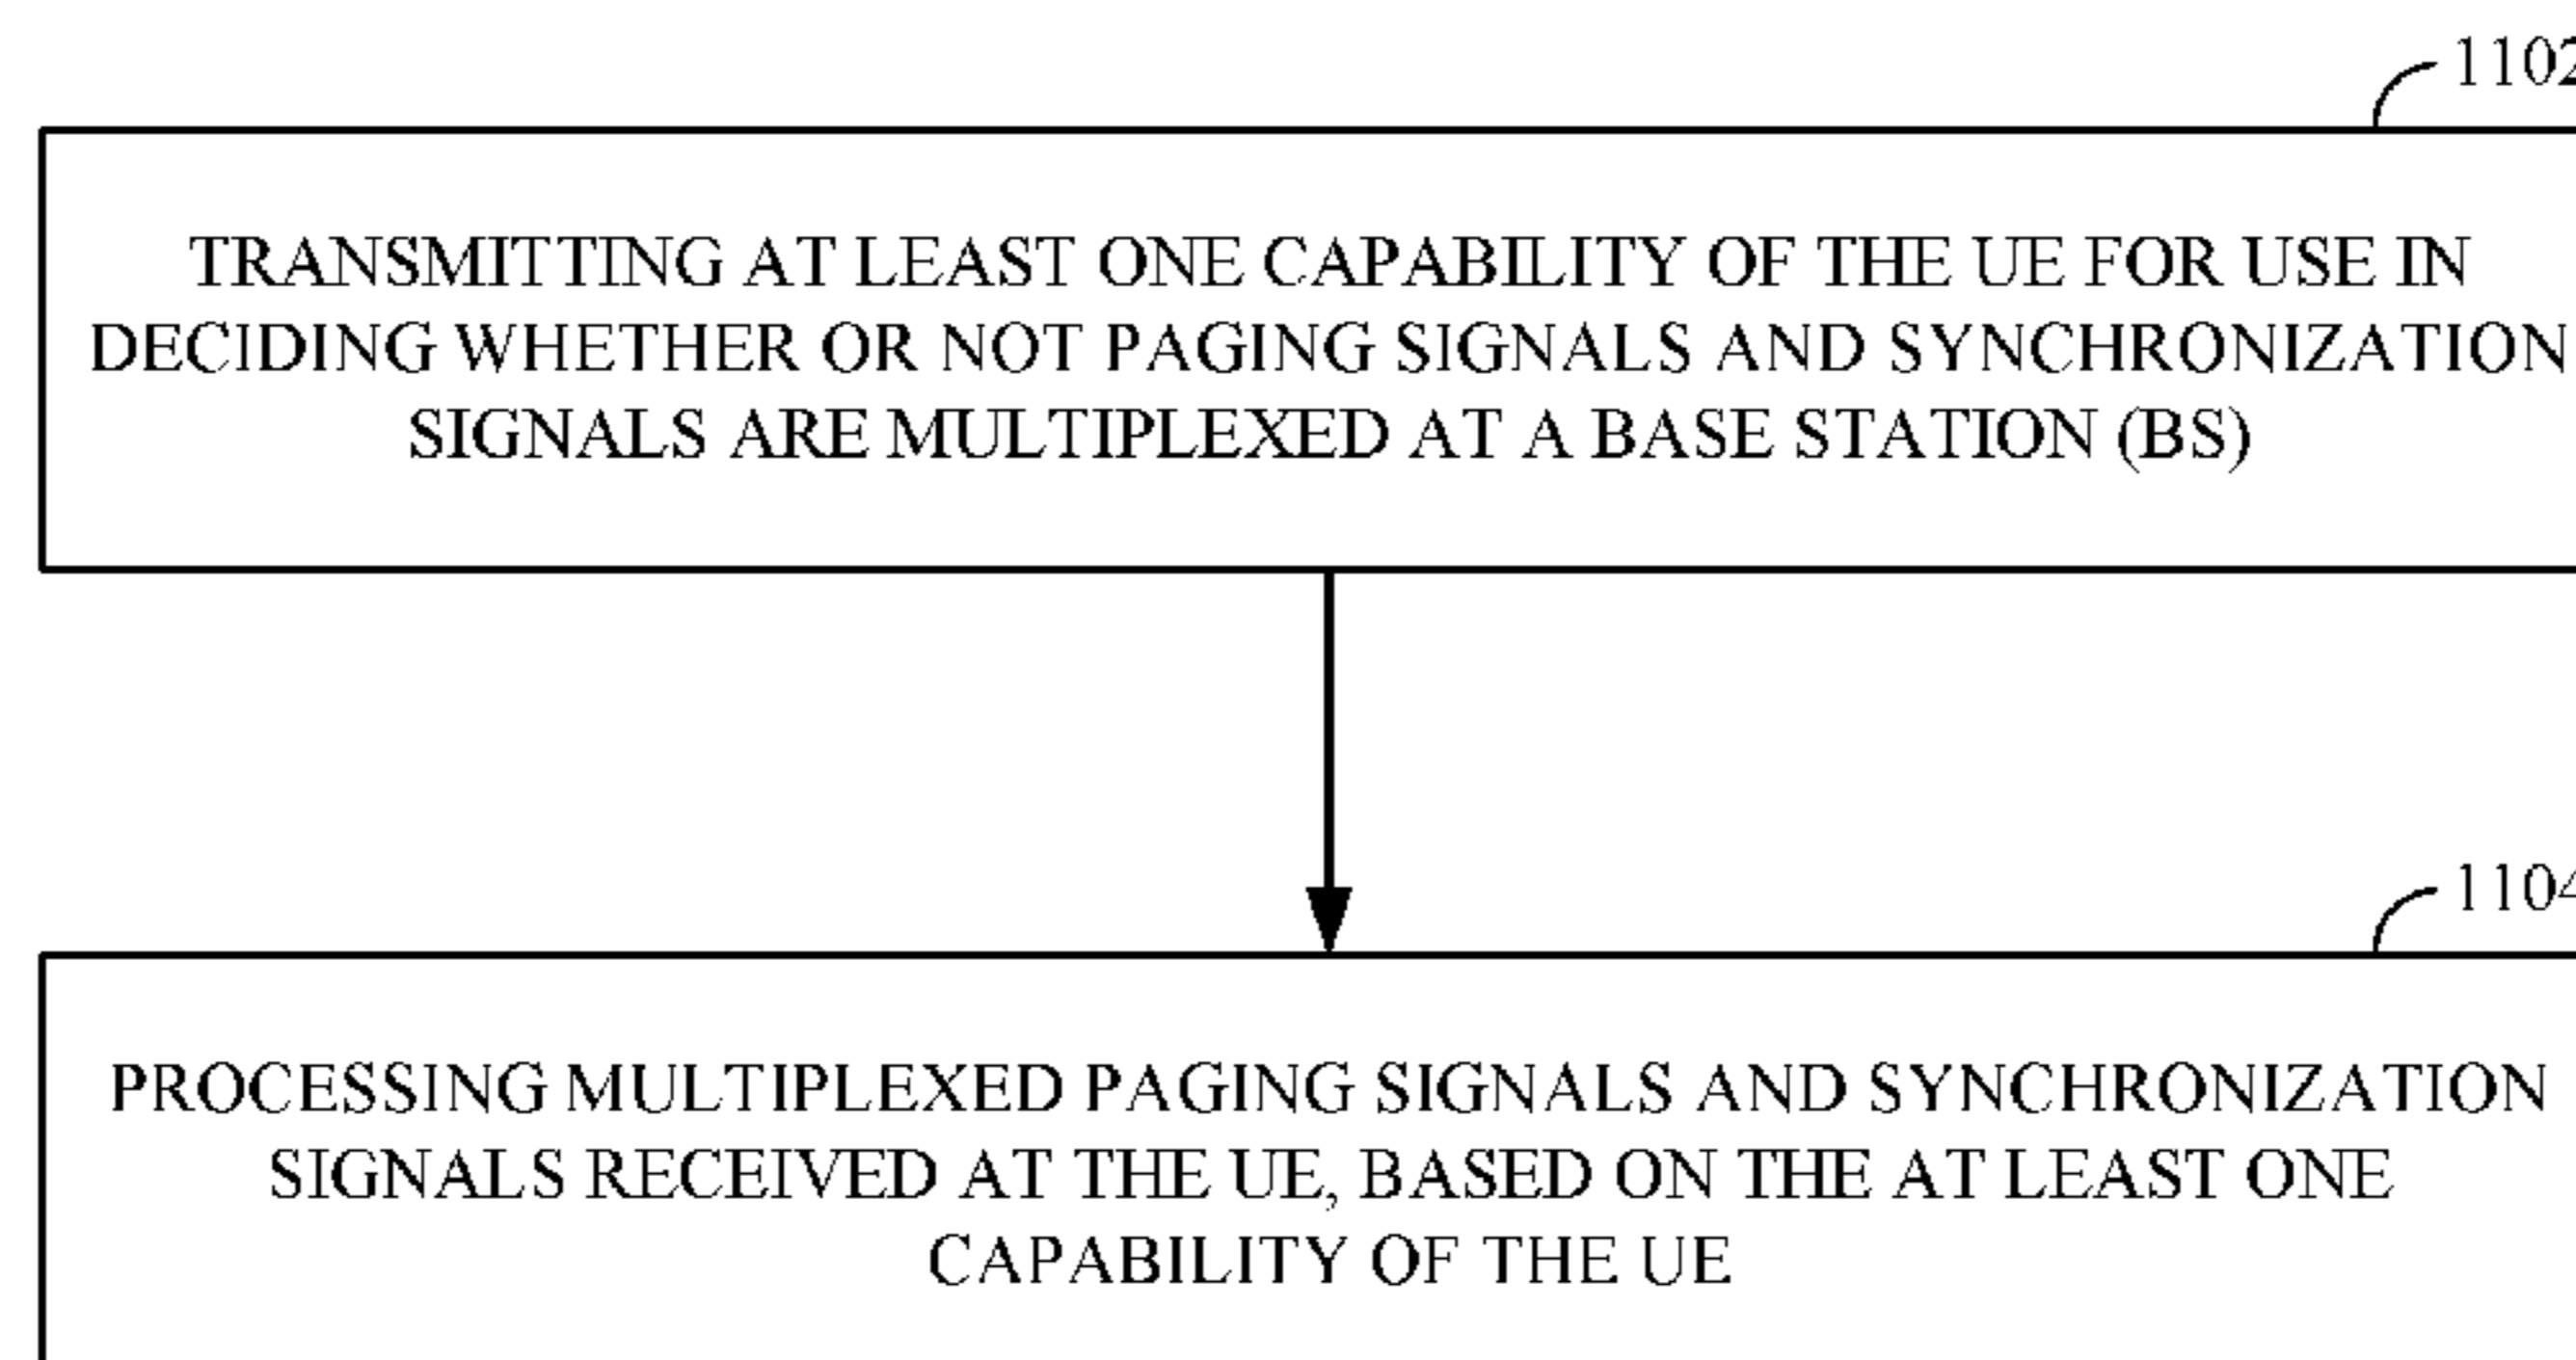 1102
TRANSMITTING AT LEAST ONE CAPABILITY OF THE UE FOR USE IN
DECIDING WHETHER OR NOT PAGING SIGNALS AND SYNCHRONIZATION
SIGNALS ARE MULTIPLEXED AT A BASE STATION (BS)
1104
PROCESSING MULTIPLEXED PAGING SIGNALS AND SYNCHRONIZATION
SIGNALS RECEIVED AT THE UE, BASED ON THE AT LEAST ONE
CAPABILITY OF THE UE